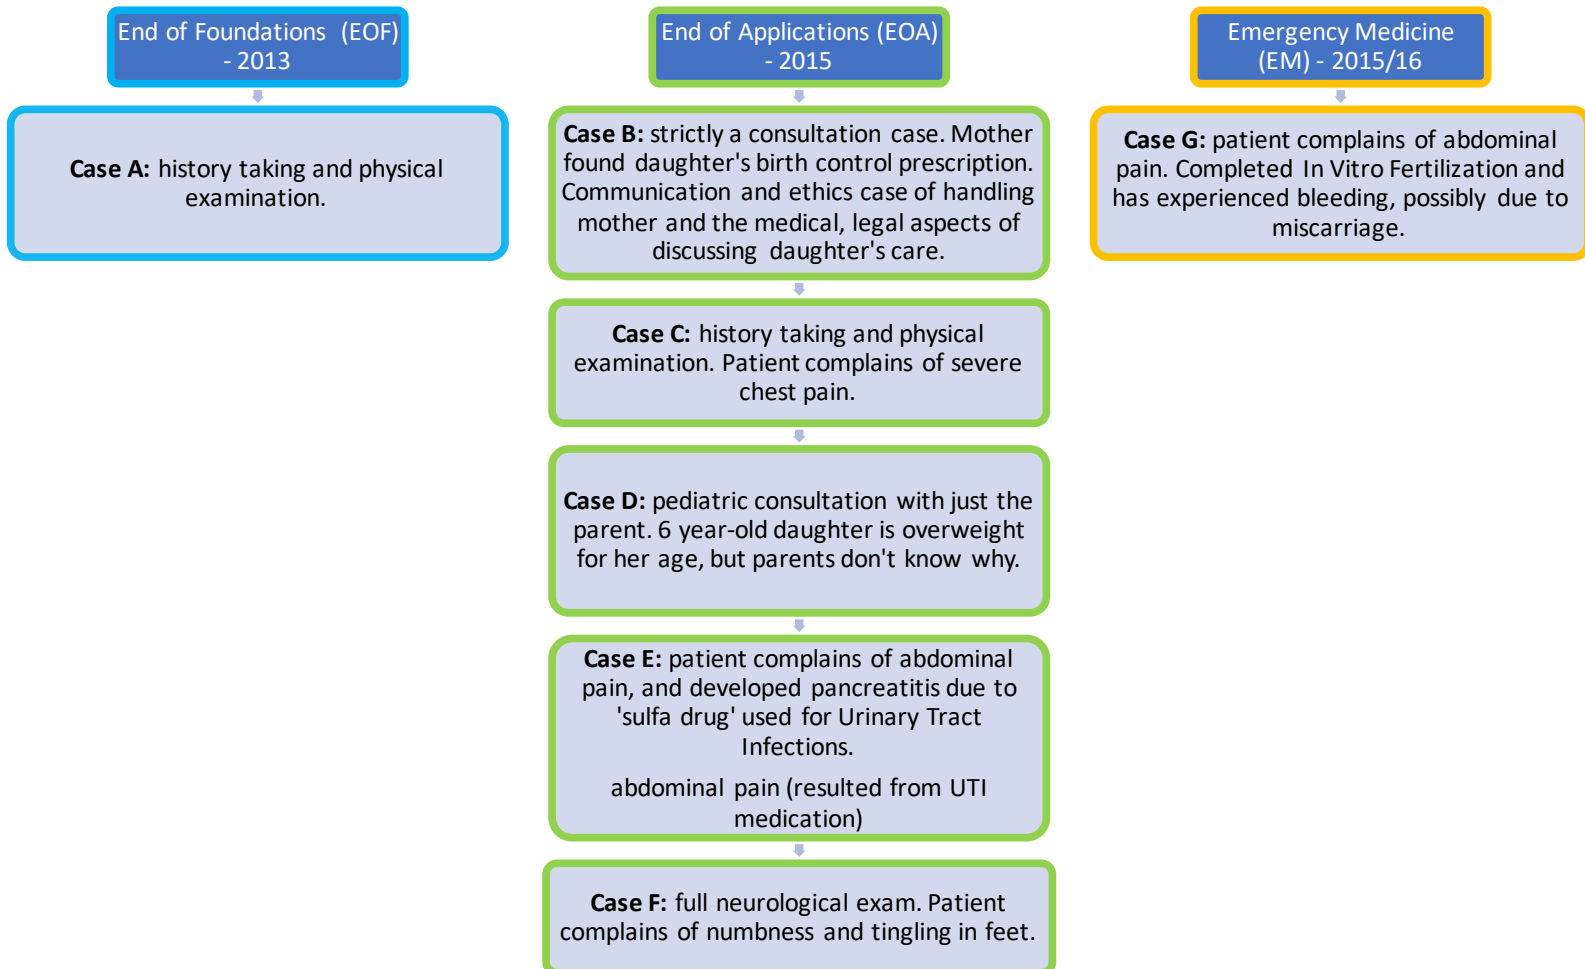 End of Foundations (EOF)
- 2013
Case A: history taking and physical
examination.
End of Applications (EOA)
- 2015
Case B: strictly a consultation case. Mother
found daughter's birth control prescription.
Communication and ethics case of handling
mother and the medical, legal aspects of
discussing daughter's care.
Case C: history taking and physical
examination. Patient complains of severe
chest pain.
Case D: pediatric consultation with just the
parent. 6 year-old daughter is overweight
for her age, but parents don't know why.
Case E: patient complains of abdominal
pain, and developed pancreatitis due to
'sulfa drug' used for Urinary Tract
Infections.
abdominal pain (resulted from UTI
medication)
Case F: full neurological exam. Patient
complains of numbness and tingling in feet.
Emergency Medicine
(EM) - 2015/16
Case G: patient complains of abdominal
pain. Completed In Vitro Fertilization and
has experienced bleeding, possibly due to
miscarriage.